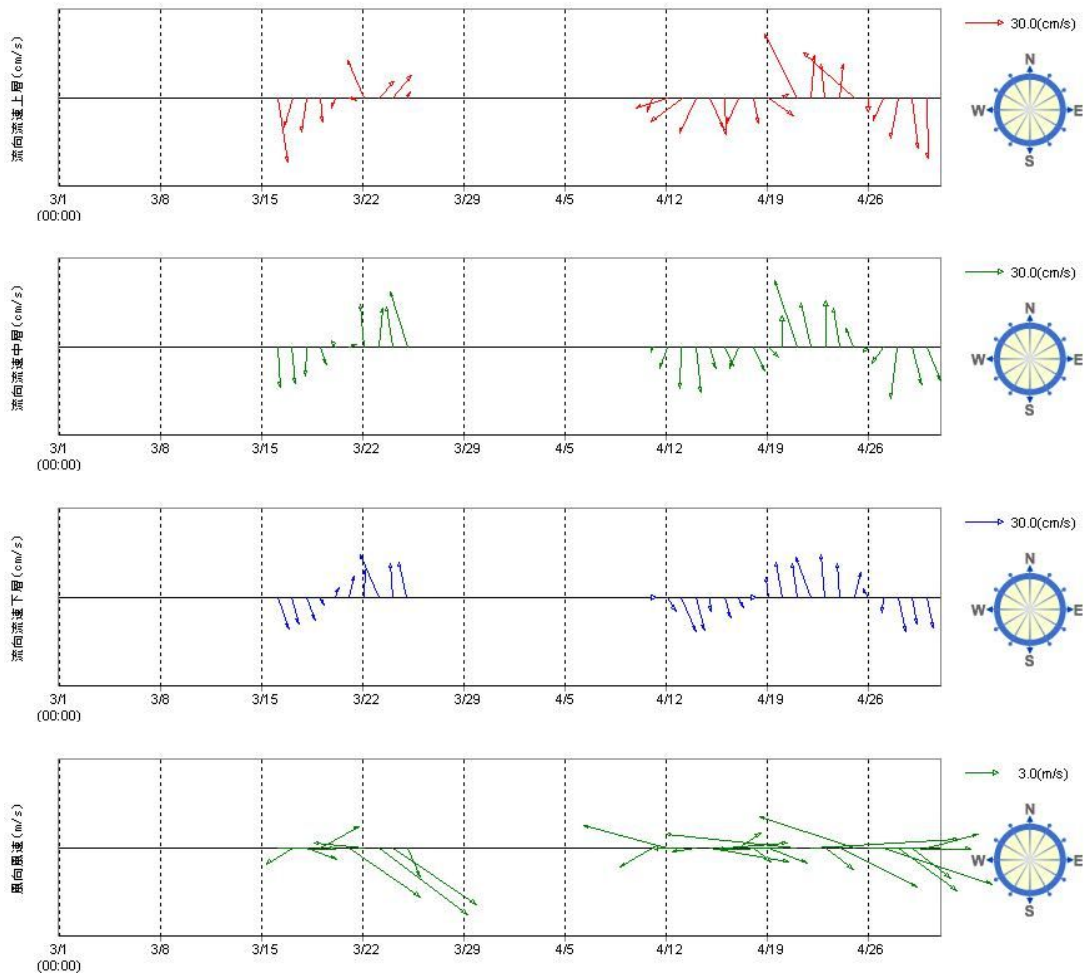 流向流速上層(cm/s)
30.0(cm/s)
N
W
E
S
3/1
3/8
3/15
3/22
3/29
4/5
4/12
4/19
4/26
(00:00)
流向流速中層(cm/s)
30.0(cm/s)
N
W
E
S
3/1
3/8
3/15
3/22
3/29
4/5
4/12
4/19
4/26
(00:00)
流向流速下層(cm/s)
30.0(cm/s)
N
W
E
S
3/1
3/8
3/15
3/22
3/29
4/5
4/12
4/19
4/26
(00:00)
風向風速(m/s)
3.0(m/s)
N
W
E
S
3/1
3/8
3/15
3/22
3/29
4/5
4/12
4/19
4/26
(00:00)